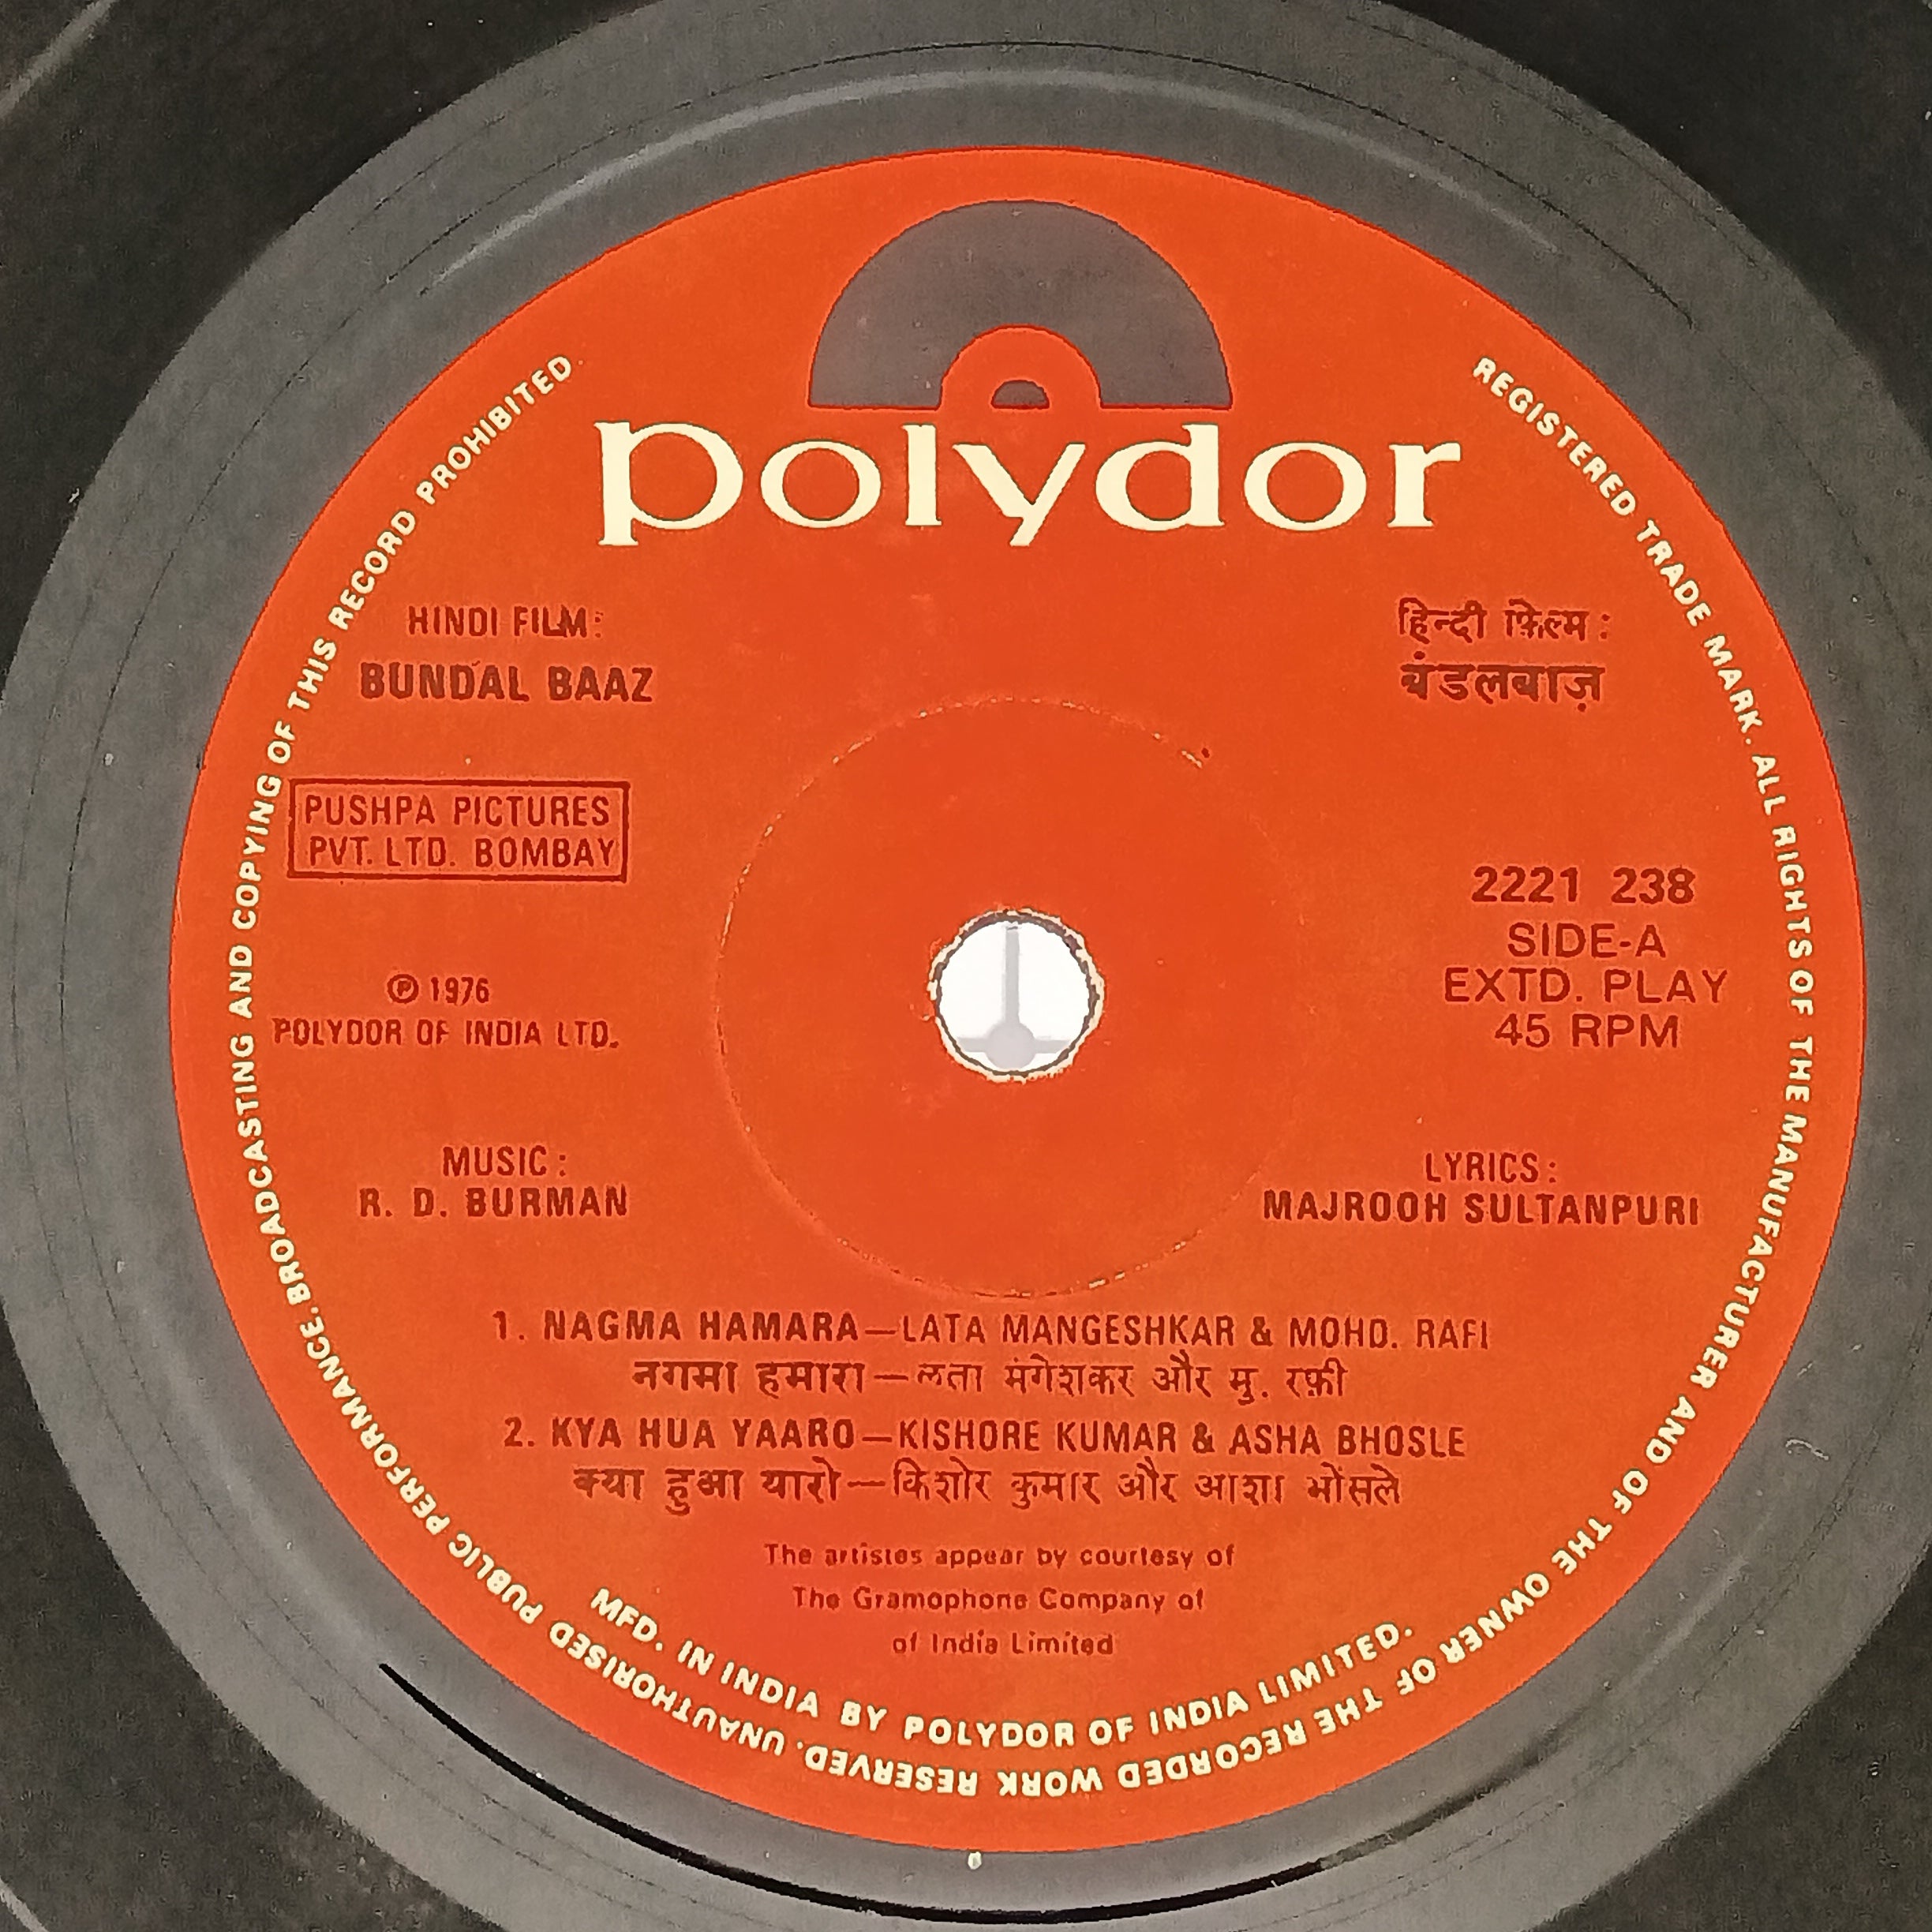 polydor
HINDI FILM:
BUNDAL BAAZ
हिन्दी फ़िल्म :
बंडलबाज़
PUSHPA PICTURES
PVT. LTD. BOMBAY
℗ 1976
POLYDOR OF INDIA LTD.
2221 238
SIDE-A
EXTD. PLAY
45 RPM
MUSIC :
R. D. BURMAN
LYRICS :
MAJROOH SULTANPURI
1. NAGMA HAMARA—LATA MANGESHKAR & MOHD. RAFI
नगमा हमारा—लता मंगेशकर और मु. रफ़ी
2. KYA HUA YAARO—KISHORE KUMAR & ASHA BHOSLE
क्या हुआ यारो—किशोर कुमार और आशा भोंसले
The artistes appear by courtesy of
The Gramophone Company of
of India Limited
MFD. IN INDIA BY POLYDOR OF INDIA LIMITED.
REGISTERED TRADE MARK. ALL RIGHTS OF THE MANUFACTURER AND OF THE OWNER OF THE RECORDED WORK RESERVED. UNAUTHORISED PUBLIC PERFORMANCE, BROADCASTING AND COPYING OF THIS RECORD PROHIBITED